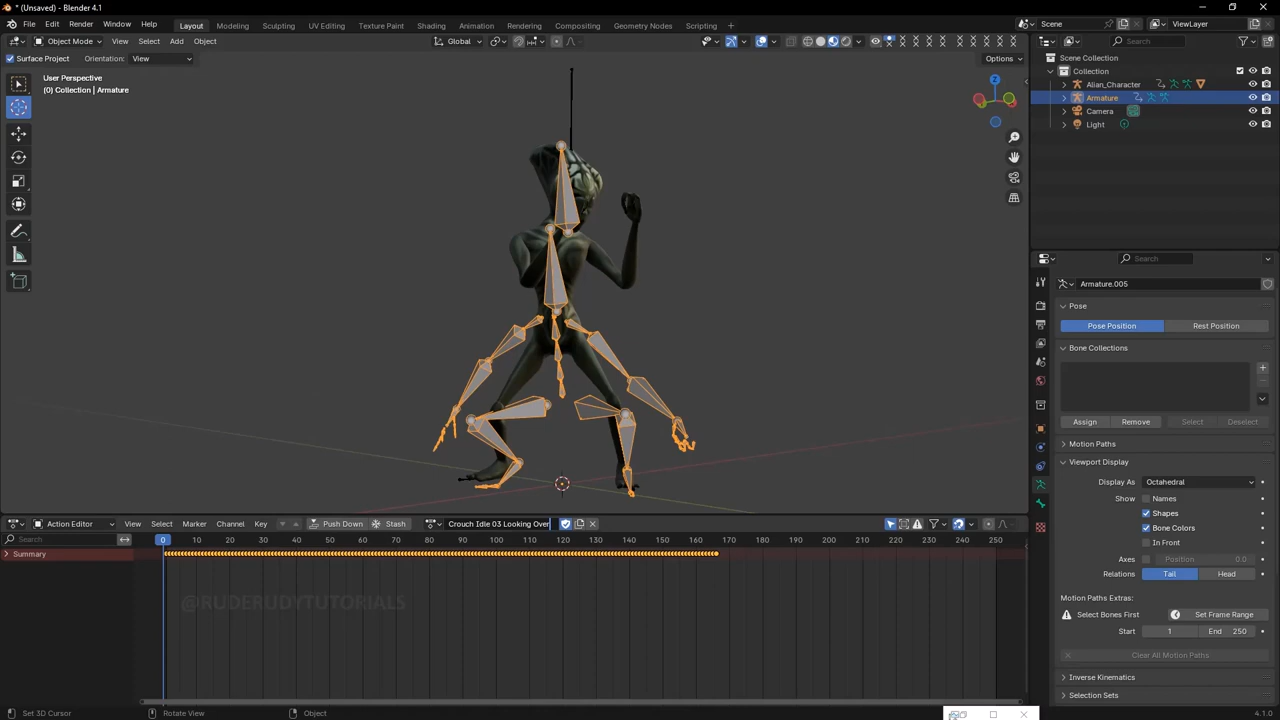 * (Unsaved) - Blender 4.1
File Edit Render Window Help Layout Modeling Sculpting UV Editing Texture Paint Shading Animation Rendering Compositing Geometry Nodes Scripting + Scene ViewLayer
Object Mode View Select Add Object Global
Surface Project Orientation: View Options
User Perspective
(0) Collection | Armature
Z
Search
Scene Collection
Collection
Alian_Character
Armature
Camera
Light
Search
Armature.005
Pose
Pose Position Rest Position
Bone Collections
Assign Remove Select Deselect
Motion Paths
Viewport Display
Display As Octahedral
Show Names
Shapes
Bone Colors
In Front
Axes Position 0.0
Relations Tail Head
Motion Paths Extras:
Select Bones First Set Frame Range
Start 1 End 250
Clear All Motion Paths
Inverse Kinematics
Selection Sets
Action Editor View Select Marker Channel Key Push Down Stash Crouch Idle 03 Looking Over
Search 0 10 20 30 40 50 60 70 80 90 100 110 120 130 140 150 160 170 180 190 200 210 220 230 240 250
Summary
@RUDERUDYTUTORIALS
Set 3D Cursor Rotate View Object 4.1.0